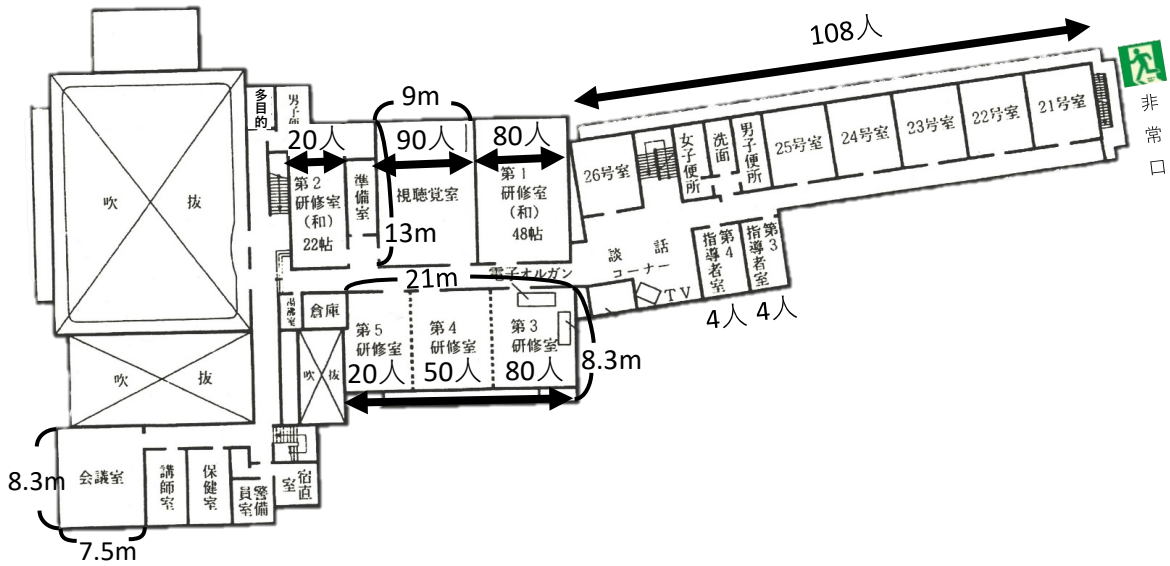 108人
非常口
多目的
男子便
9m
20人
90人
80人
第2
研修室
(和)
22帖
準備室
視聴覚室
第1
研修室
(和)
48帖
26号室
女子便所
洗面
男子便所
25号室
24号室
23号室
22号室
21号室
吹 抜
13m
談 話
コーナー
TV
第4
指導者室
第3
指導者室
4人
4人
電子オルガン
21m
湯沸室
倉庫
第5
研修室
第4
研修室
第3
研修室
20人
50人
80人
8.3m
吹 抜
吹 抜
8.3m
会議室
講師室
保健室
警備
員室
宿直
室
7.5m